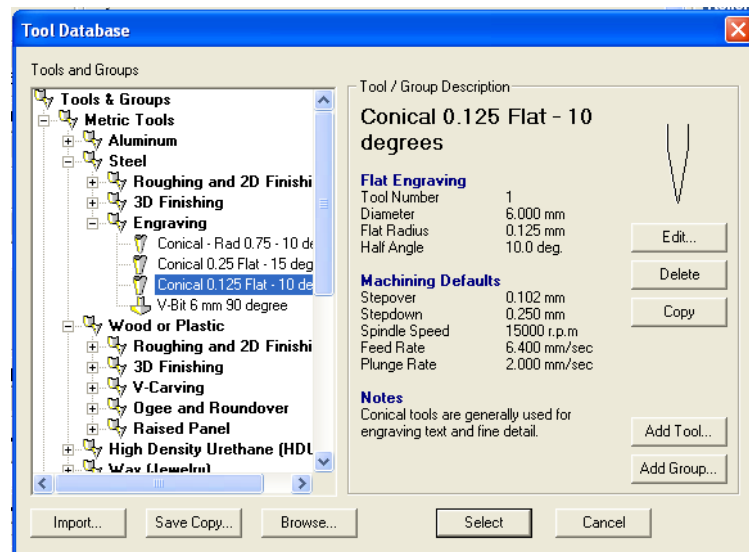 Tool Database
Tools and Groups
Tools & Groups
Metric Tools
Aluminum
Steel
Roughing and 2D Finishi
3D Finishing
Engraving
Conical - Rad 0.75 - 10 de
Conical 0.25 Flat - 15 deg
Conical 0.125 Flat - 10 de
V-Bit 6 mm 90 degree
Wood or Plastic
Roughing and 2D Finishi
3D Finishing
V-Carving
Ogee and Roundover
Raised Panel
High Density Urethane (HDU
Wax (Jewelry)
Tool / Group Description
Conical 0.125 Flat - 10
degrees
Flat Engraving
Tool Number 1
Diameter 6.000 mm
Flat Radius 0.125 mm
Half Angle 10.0 deg.
Machining Defaults
Stepover 0.102 mm
Stepdown 0.250 mm
Spindle Speed 15000 r.p.m
Feed Rate 6.400 mm/sec
Plunge Rate 2.000 mm/sec
Notes
Conical tools are generally used for
engraving text and fine detail.
Edit...
Delete
Copy
Add Tool...
Add Group...
Import... Save Copy... Browse... Select Cancel